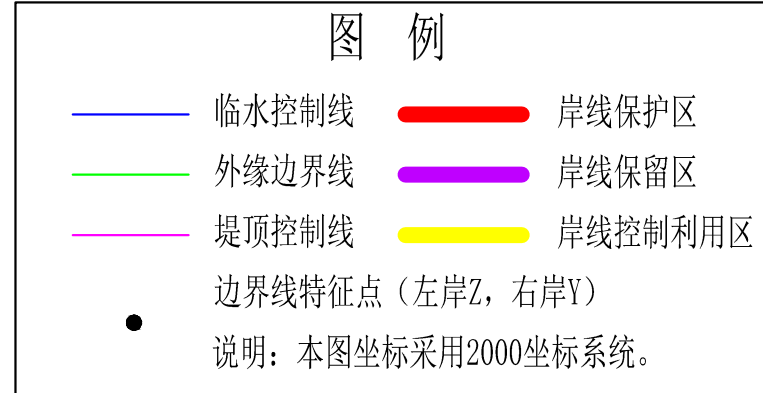 图 例
临水控制线 岸线保护区
外缘边界线 岸线保留区
堤顶控制线 岸线控制利用区
边界线特征点（左岸Z，右岸Y）
说明：本图坐标采用2000坐标系统。